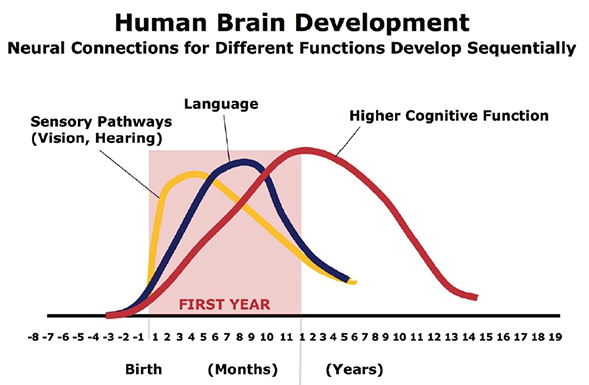 Human Brain Development
Neural Connections for Different Functions Develop Sequentially
Language
Sensory Pathways
(Vision, Hearing)
Higher Cognitive Function
FIRST YEAR
-8 -7 -6 -5 -4 -3 -2 -1 1 2 3 4 5 6 7 8 9 10 11 1 2 3 4 5 6 7 8 9 10 11 12 13 14 15 16 17 18 19
Birth (Months) (Years)